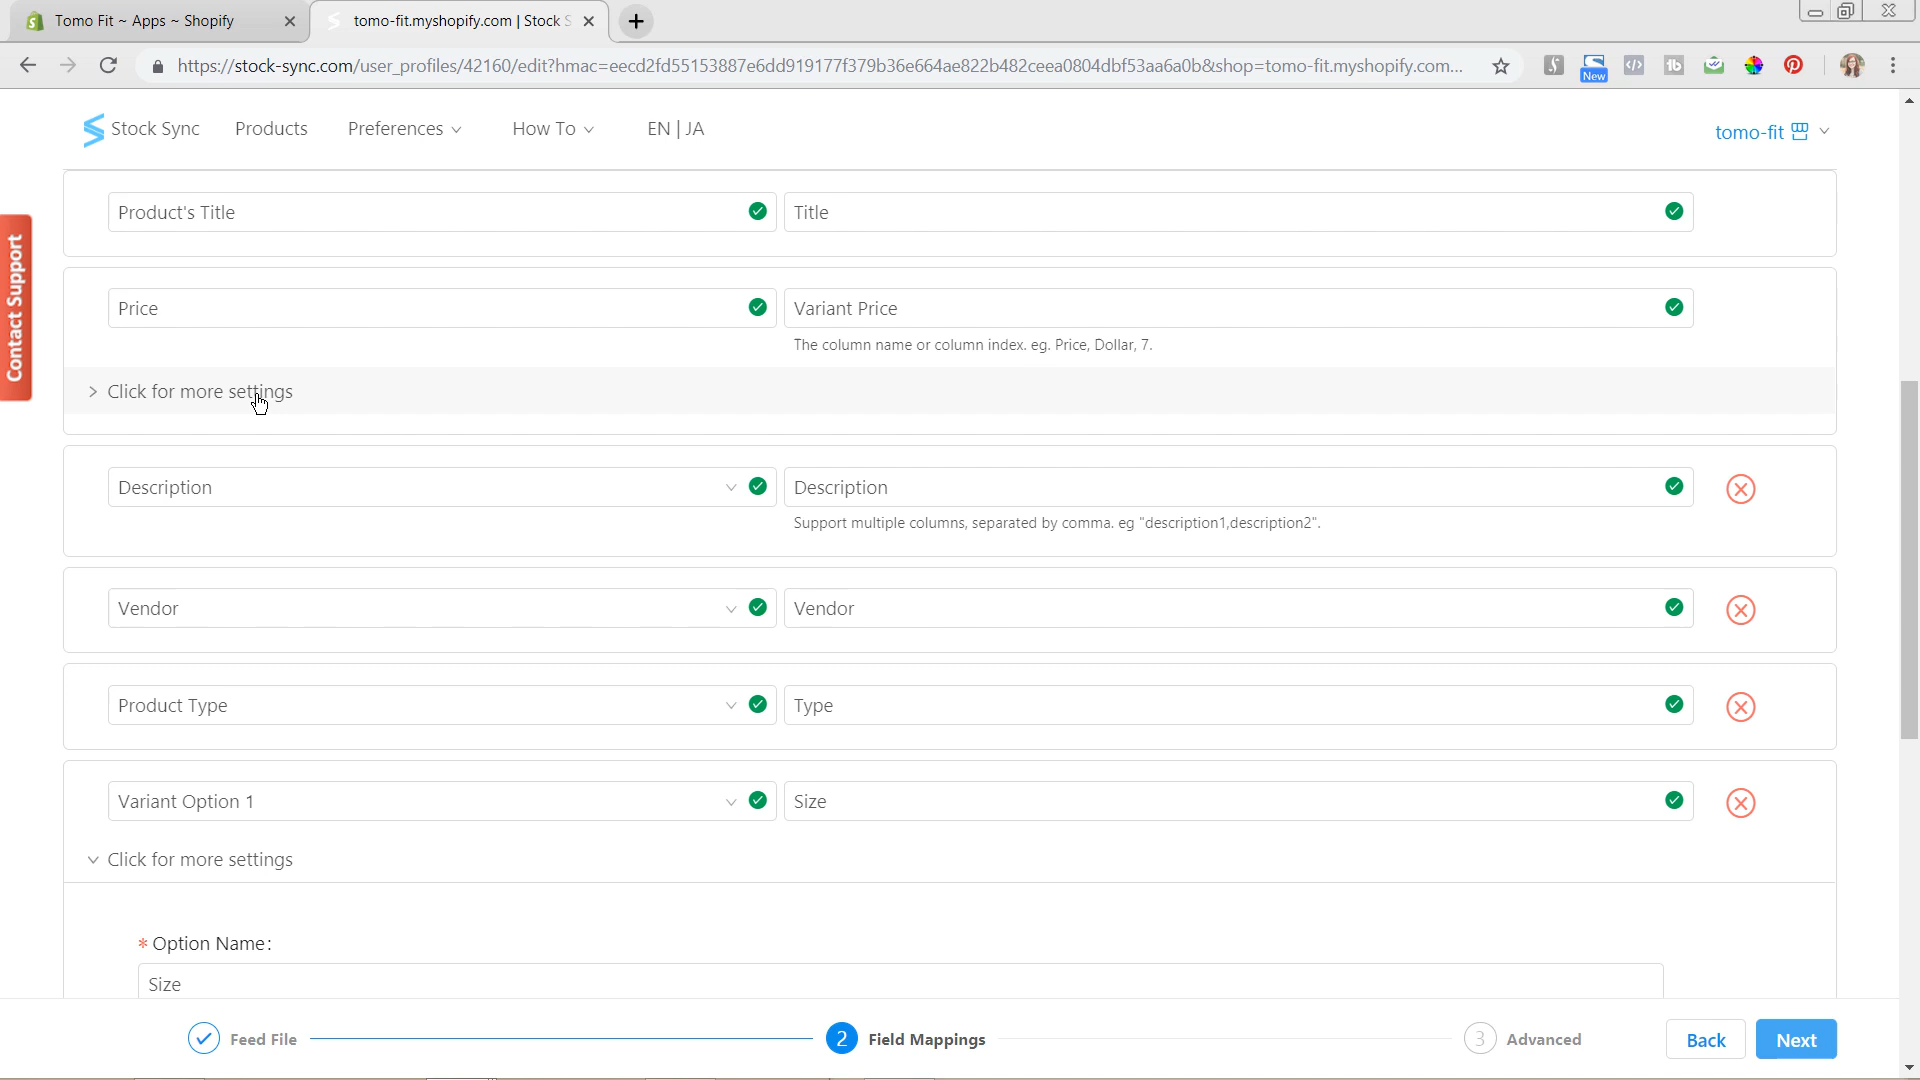 Tomo Fit ~ Apps ~ Shopify
tomo-fit.myshopify.com | Stock S
https://stock-sync.com/user_profiles/42160/edit?hmac=eecd2fd55153887e6dd919177f379b36e664ae822b482ceea0804dbf53aa6a0b&shop=tomo-fit.myshopify.com...
New
Stock Sync
Products
Preferences
How To
EN | JA
tomo-fit
Contact Support
Product's Title
Title
Price
Variant Price
The column name or column index. eg. Price, Dollar, 7.
Click for more settings
Description
Description
Support multiple columns, separated by comma. eg "description1,description2".
Vendor
Vendor
Product Type
Type
Variant Option 1
Size
Click for more settings
* Option Name:
Size
Feed File
2 Field Mappings
3 Advanced
Back
Next